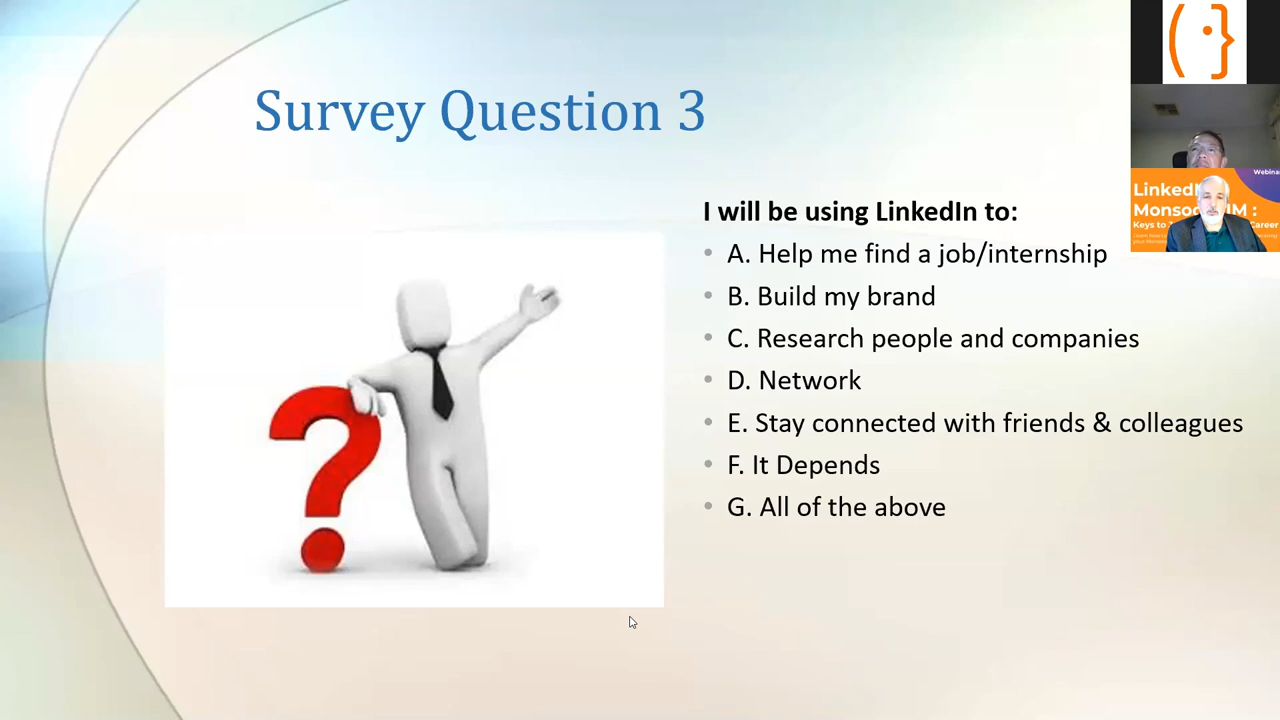 Survey Question 3
I will be using LinkedIn to:
A. Help me find a job/internship
B. Build my brand
C. Research people and companies
D. Network
E. Stay connected with friends & colleagues
F. It Depends
G. All of the above
Webinar
Keys to
Career